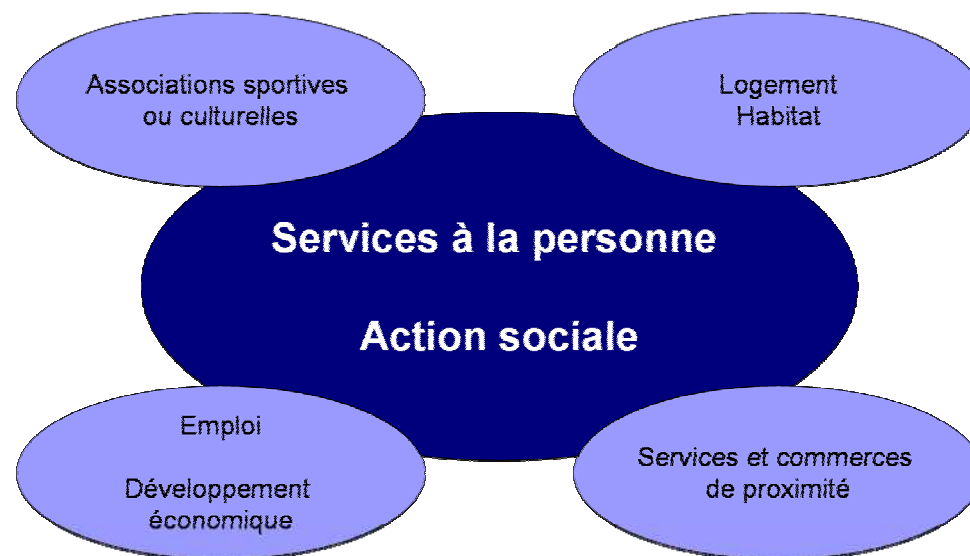 Associations sportives
ou culturelles
Logement
Habitat
Services à la personne
Action sociale
Emploi
Développement
économique
Services et commerces
de proximité